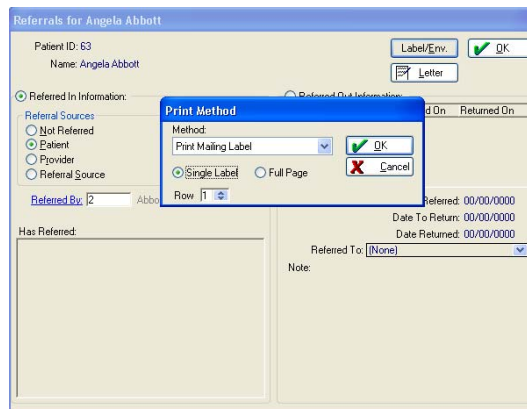 Referrals for Angela Abbott
Patient ID: 63
Name: Angela Abbott
Label/Env.
OK
Letter
Referred In Information:
Referred Out Information:
Referral Sources
Not Referred
Patient
Provider
Referral Source
d On Returned On
Print Method
Method:
Print Mailing Label
OK
Cancel
Single Label
Full Page
Row 1
Referred By: 2 Abbo
Referred: 00/00/0000
Date To Return: 00/00/0000
Date Returned: 00/00/0000
Has Referred:
Referred To: (None)
Note: